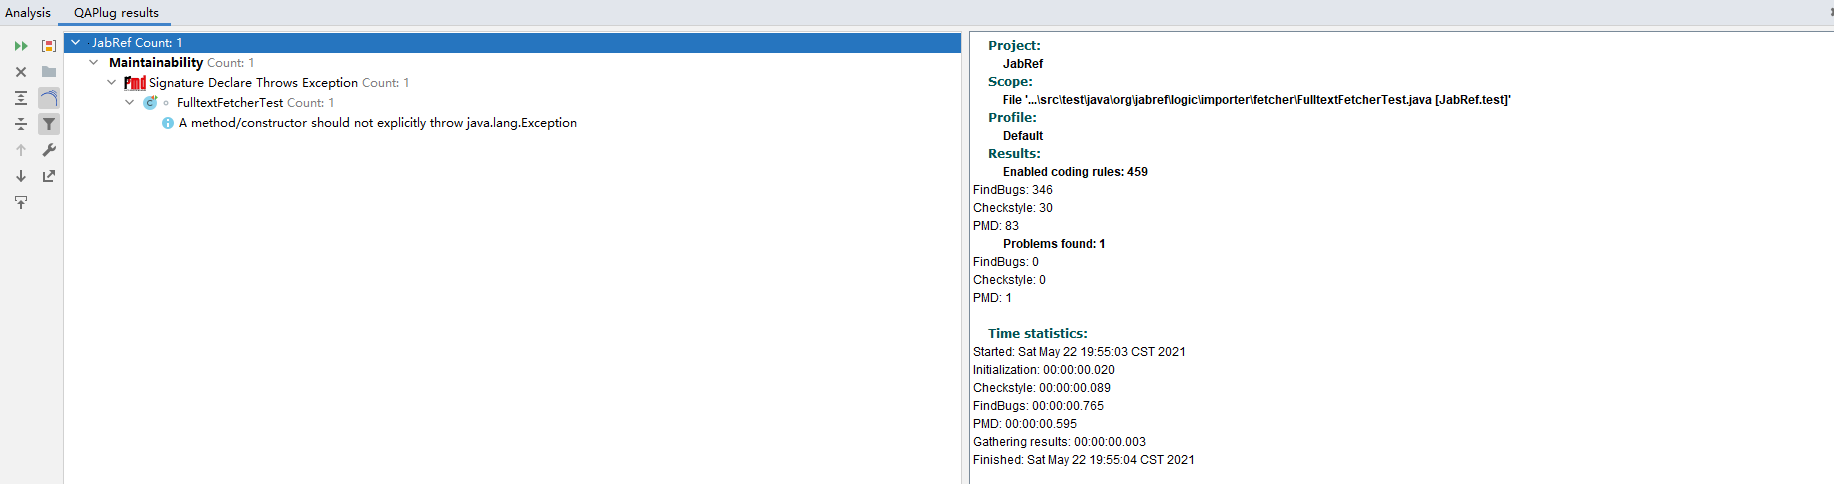 Analysis QAPlug results
JabRef Count: 1
Maintainability Count: 1
pmd Signature Declare Throws Exception Count: 1
C FulltextFetcherTest Count: 1
A method/constructor should not explicitly throw java.lang.Exception
Project:
JabRef
Scope:
File '...\src\test\java\org\jabref\logic\importer\fetcher\FulltextFetcherTest.java [JabRef.test]'
Profile:
Default
Results:
Enabled coding rules: 459
FindBugs: 346
Checkstyle: 30
PMD: 83
Problems found: 1
FindBugs: 0
Checkstyle: 0
PMD: 1
Time statistics:
Started: Sat May 22 19:55:03 CST 2021
Initialization: 00:00:00.020
Checkstyle: 00:00:00.089
FindBugs: 00:00:00.765
PMD: 00:00:00.595
Gathering results: 00:00:00.003
Finished: Sat May 22 19:55:04 CST 2021